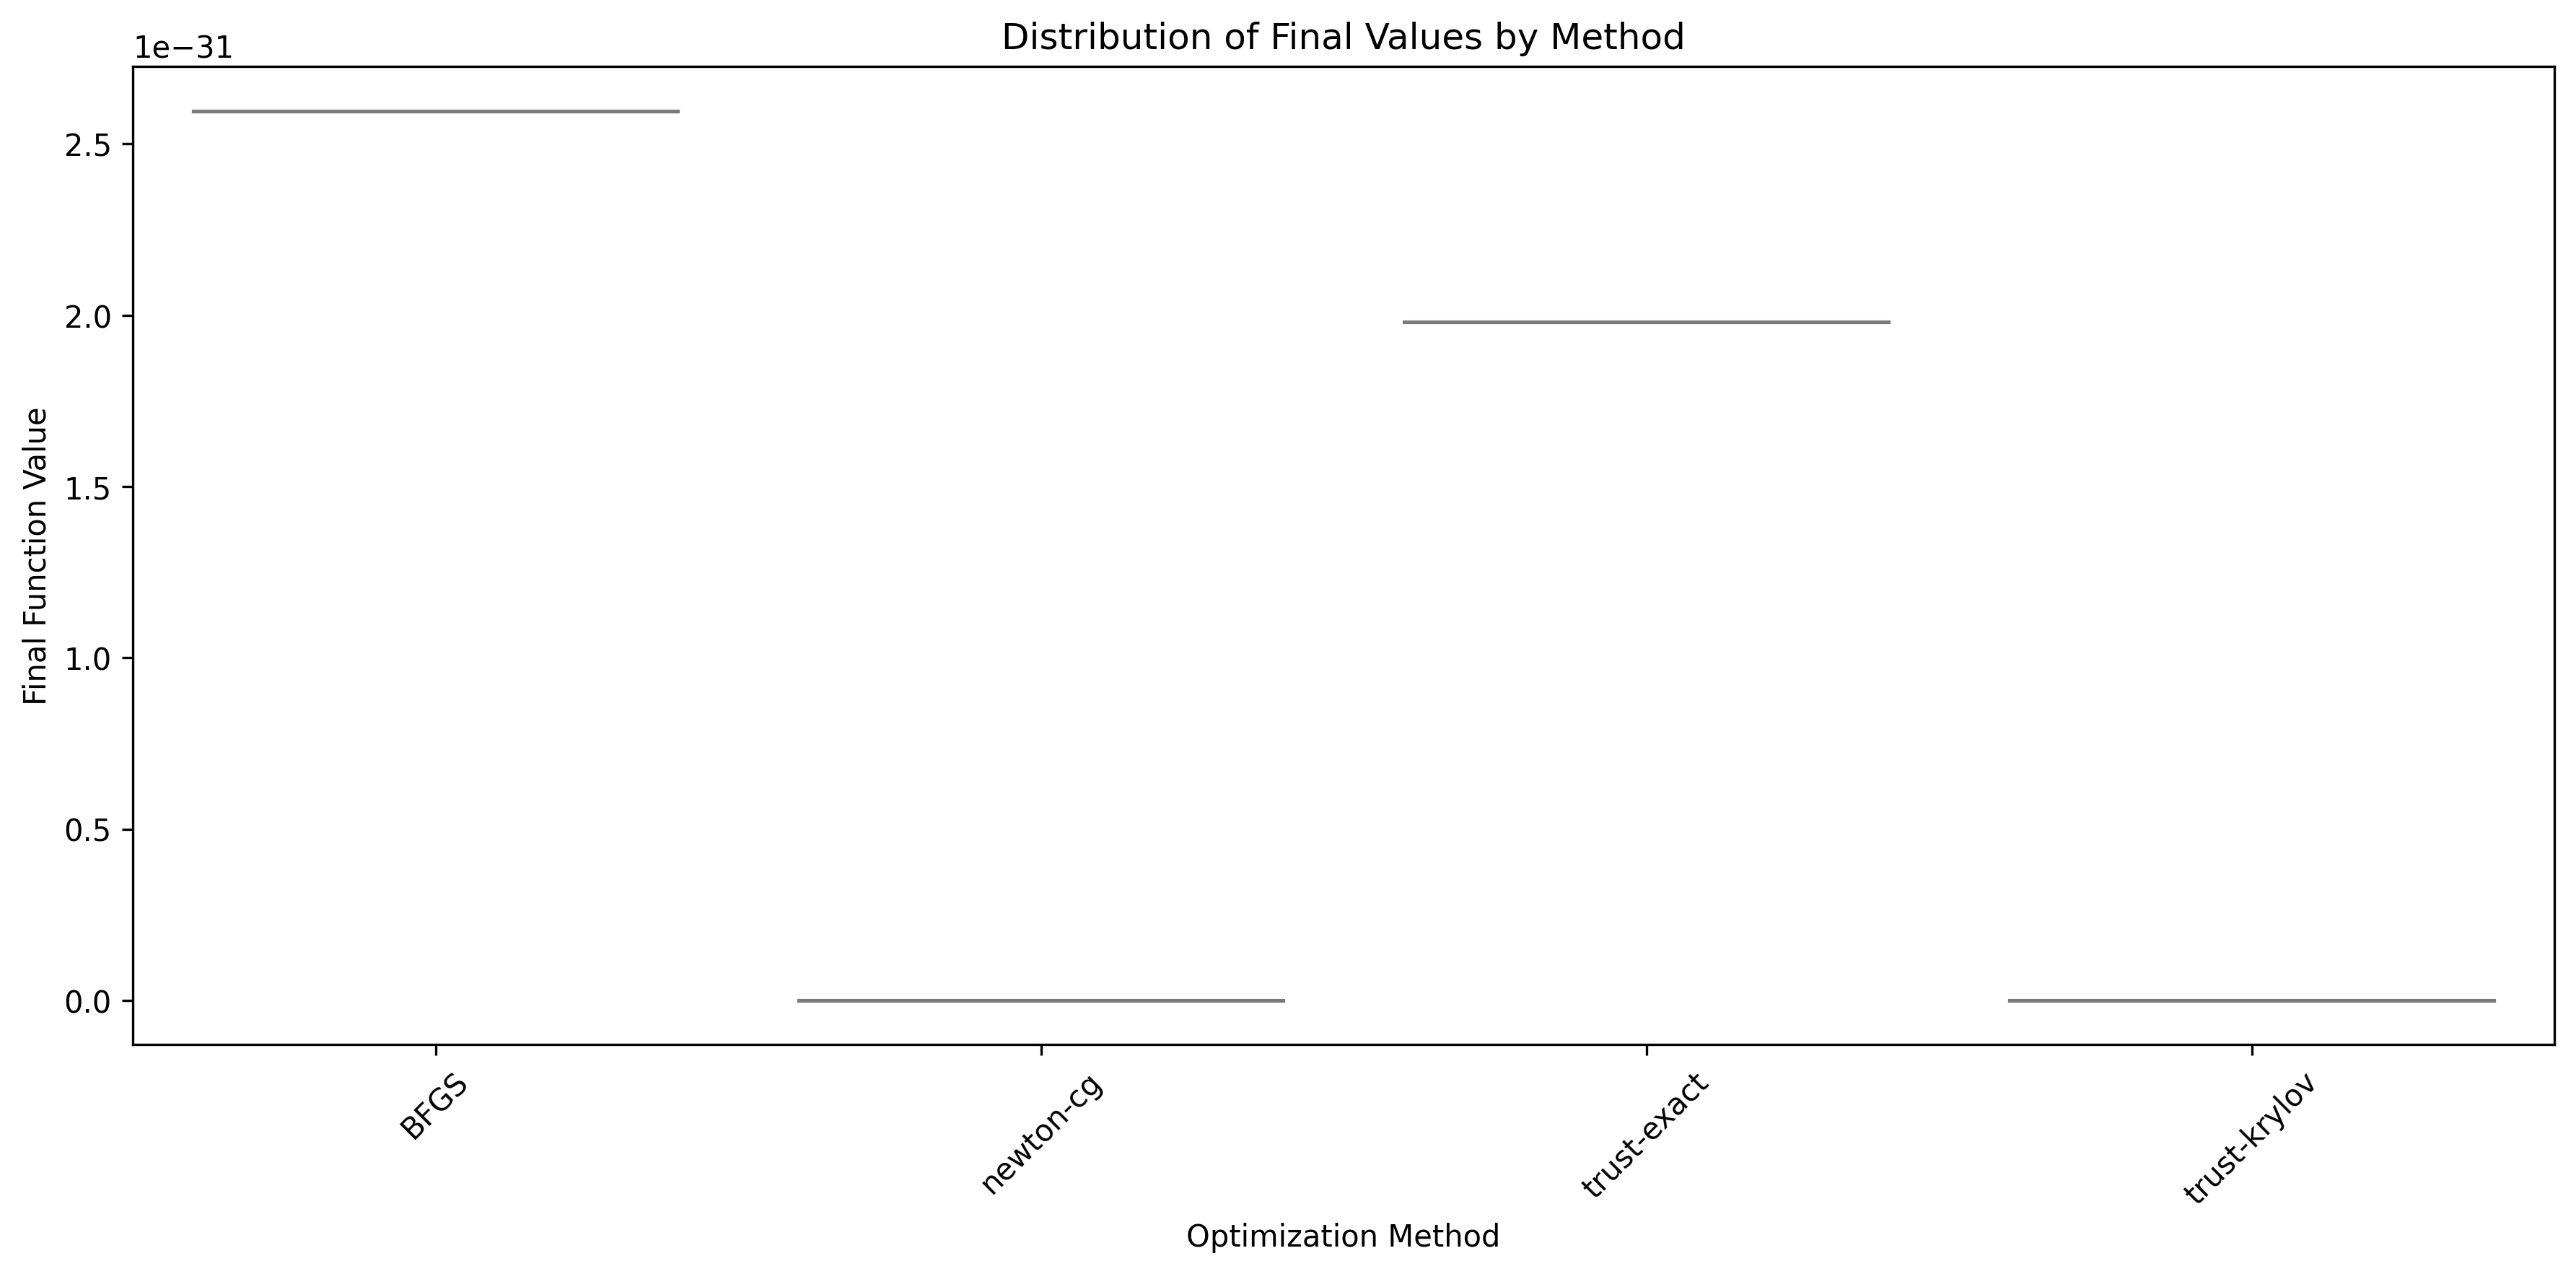 Distribution of Final Values by Method
1e−31
2.5
2.0
1.5
1.0
0.5
0.0
Final Function Value
BFGS
newton-cg
trust-exact
trust-krylov
Optimization Method